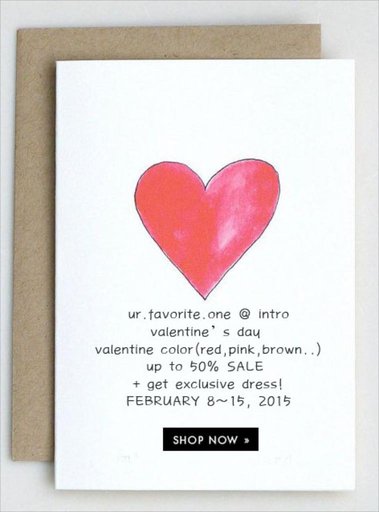 ur.favorite.one @ intro
valentine's day
valentine color(red,pink,brown..)
up to 50% SALE
+ get exclusive dress!
FEBRUARY 8~15, 2015
SHOP NOW »